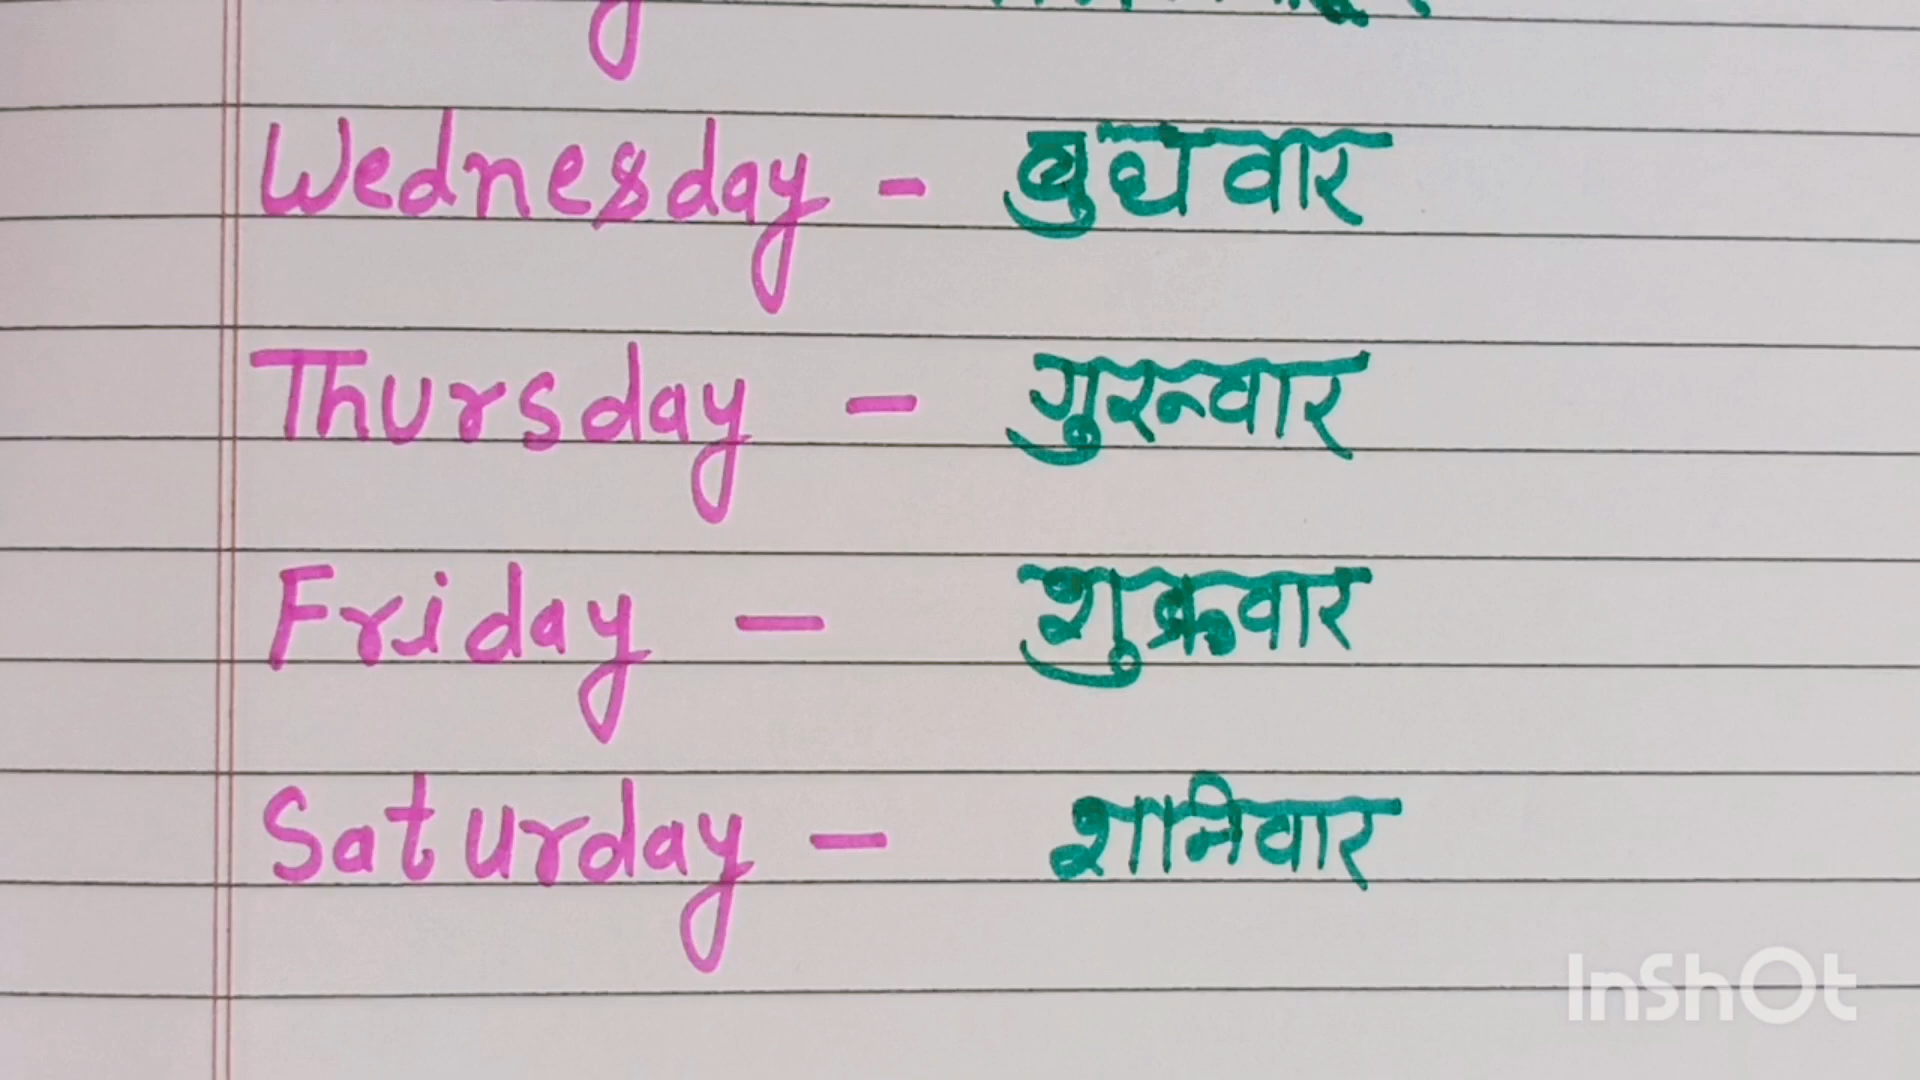 Wednesday - बुधवार
Thursday - गुरुवार
Friday - शुक्रवार
Saturday - शनिवार
InShOt